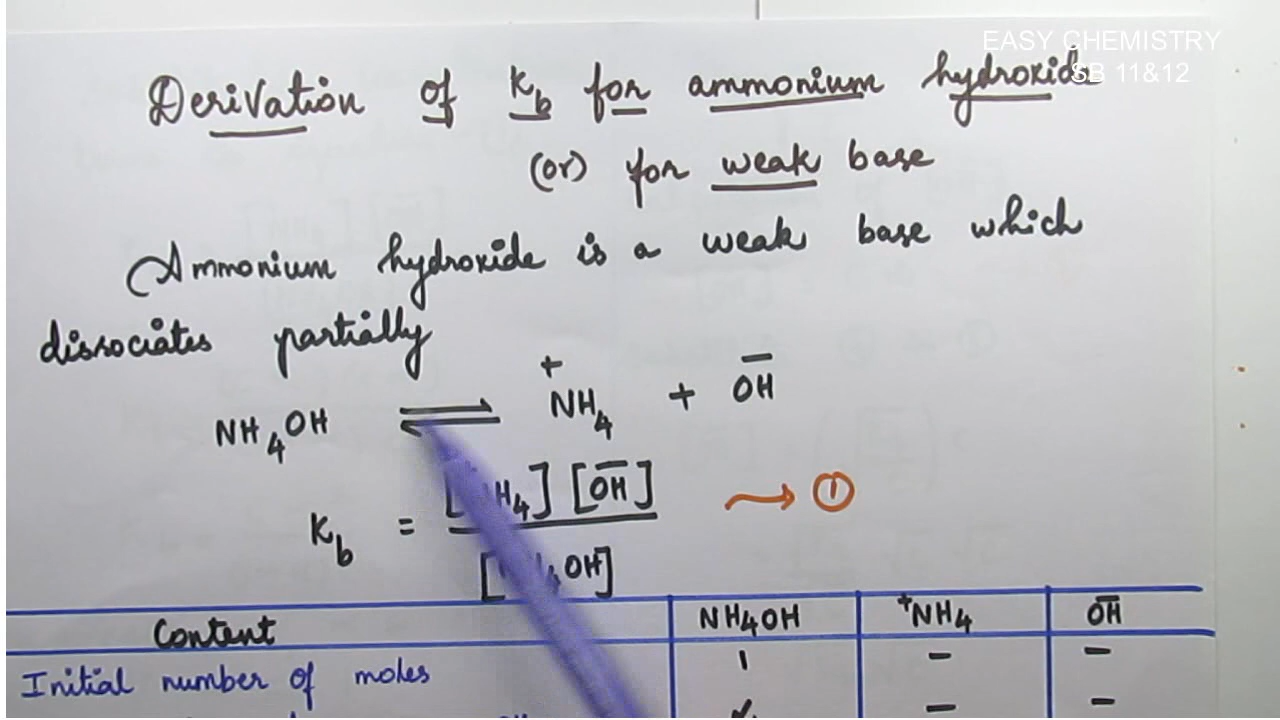 EASY CHEMISTRY
SB 11&12
Derivation of Kb for ammonium hydroxide
(or) for weak base
Ammonium hydroxide is a weak base which
dissociates partially
NH4OH ⇌ +NH4 + OH̅
Kb = [H4] [OH̅] / [OH] → ①
Content NH4OH +NH4 OH̅
Initial number of moles 1 - -
- -